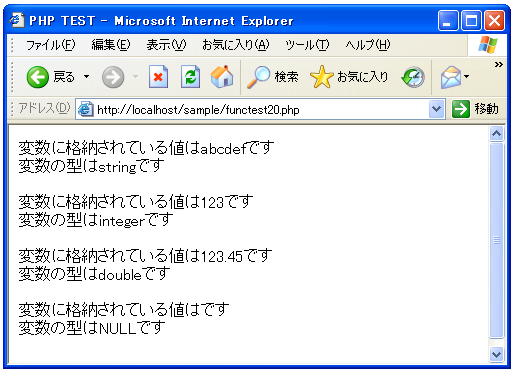 PHP TEST - Microsoft Internet Explorer
ファイル(F) 編集(E) 表示(V) お気に入り(A) ツール(T) ヘルプ(H)
戻る 検索 お気に入り »
アドレス(D) http://localhost/sample/functest20.php 移動
変数に格納されている値はabcdefです
変数の型はstringです
変数に格納されている値は123です
変数の型はintegerです
変数に格納されている値は123.45です
変数の型はdoubleです
変数に格納されている値はです
変数の型はNULLです